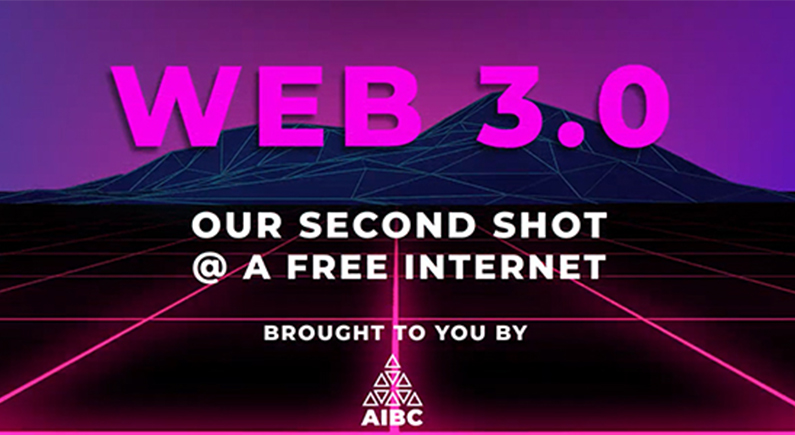 WEB 3.0
OUR SECOND SHOT
@ A FREE INTERNET
BROUGHT TO YOU BY
AIBC